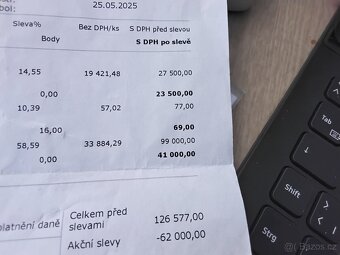 25.05.2025
Sleva% Bez DPH/ks S DPH před slevou
Body S DPH po slevě
14,55 19 421,48 27 500,00
0,00 23 500,00
10,39 57,02 77,00
16,00 69,00
58,59 33 884,29 99 000,00
0,00 41 000,00
Celkem před
slevami 126 577,00
platnění daně
Akční slevy -62 000,00
Tab
Shift
Strg
bazos.cz